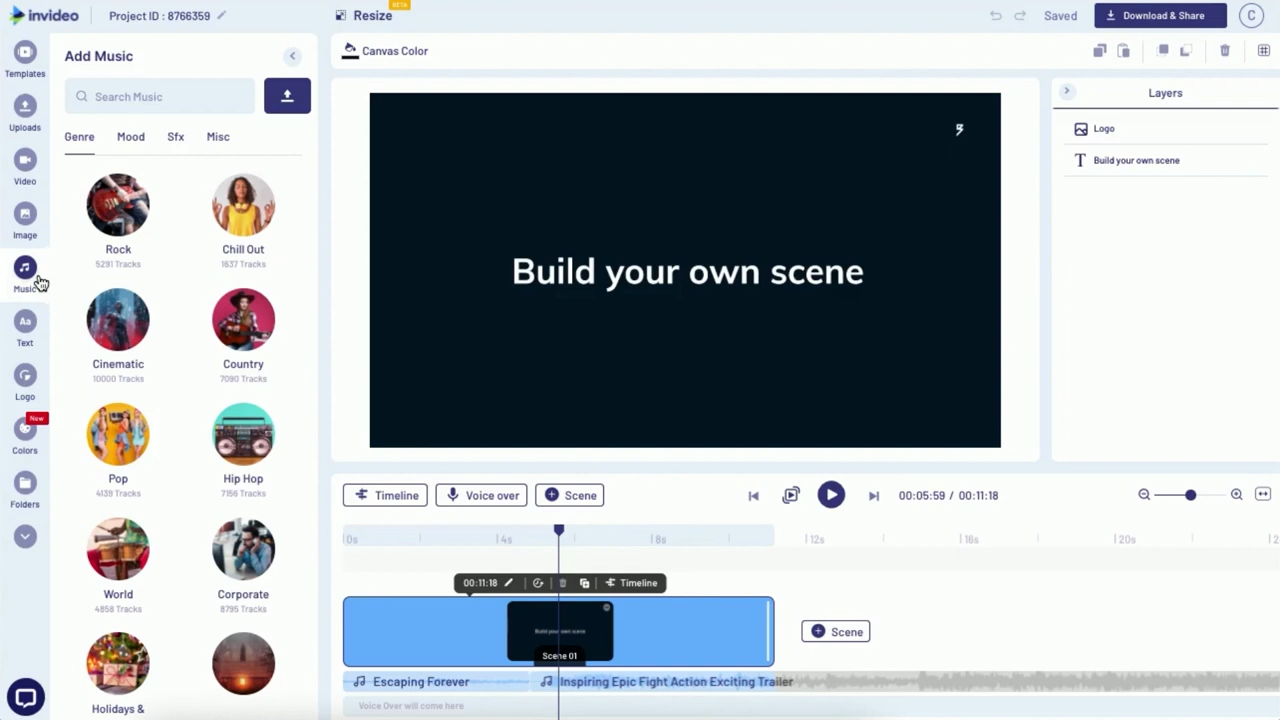 invideo
Project ID : 8766359
Resize
BETA
Saved
Download & Share
C
Templates
Uploads
Video
Image
Music
Text
Aa
Logo
New
Colors
Folders
Add Music
Search Music
Genre
Mood
Sfx
Misc
Rock
5291 Tracks
Chill Out
1637 Tracks
Cinematic
10000 Tracks
Country
7090 Tracks
Pop
4139 Tracks
Hip Hop
7156 Tracks
World
4858 Tracks
Corporate
8795 Tracks
Holidays &
Canvas Color
Build your own scene
Layers
Logo
T Build your own scene
Timeline
Voice over
Scene
00:05:59 / 00:11:18
0s
4s
8s
12s
16s
20s
2
00:11:18
Timeline
Build your own scene
Scene 01
Scene
Escaping Forever
Inspiring Epic Fight Action Exciting Trailer
Voice Over will come here